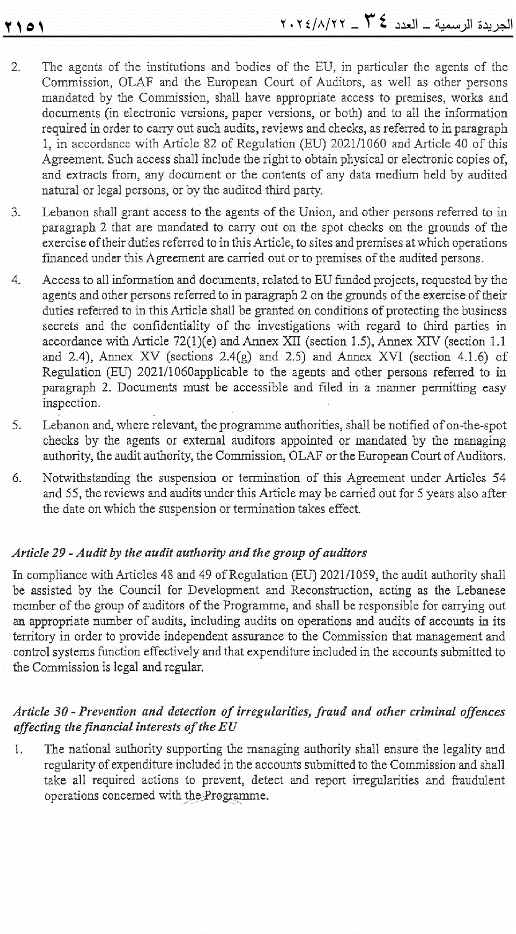 الجريدة الرسمية – العدد ٣٤ – ٢٠٢٤/٨/٢٢
٢١٥١
2. The agents of the institutions and bodies of the EU, in particular the agents of the
Commission, OLAF and the European Court of Auditors, as well as other persons
mandated by the Commission, shall have appropriate access to premises, works and
documents (in electronic versions, paper versions, or both) and to all the information
required in order to carry out such audits, reviews and checks, as referred to in paragraph
1, in accordance with Article 82 of Regulation (EU) 2021/1060 and Article 40 of this
Agreement. Such access shall include the right to obtain physical or electronic copies of,
and extracts from, any document or the contents of any data medium held by audited
natural or legal persons, or by the audited third party.
3. Lebanon shall grant access to the agents of the Union, and other persons referred to in
paragraph 2 that are mandated to carry out on the spot checks on the grounds of the
exercise of their duties referred to in this Article, to sites and premises at which operations
financed under this Agreement are carried out or to premises of the audited persons.
4. Access to all information and documents, related to EU funded projects, requested by the
agents and other persons referred to in paragraph 2 on the grounds of the exercise of their
duties referred to in this Article shall be granted on conditions of protecting the business
secrets and the confidentiality of the investigations with regard to third parties in
accordance with Article 72(1)(e) and Annex XII (section 1.5), Annex XIV (section 1.1
and 2.4), Annex XV (sections 2.4(g) and 2.5) and Annex XVI (section 4.1.6) of
Regulation (EU) 2021/1060applicable to the agents and other persons referred to in
paragraph 2. Documents must be accessible and filed in a manner permitting easy
inspection.
5. Lebanon and, where relevant, the programme authorities, shall be notified of on-the-spot
checks by the agents or external auditors appointed or mandated by the managing
authority, the audit authority, the Commission, OLAF or the European Court of Auditors.
6. Notwithstanding the suspension or termination of this Agreement under Articles 54
and 55, the reviews and audits under this Article may be carried out for 5 years also after
the date on which the suspension or termination takes effect.
Article 29 - Audit by the audit authority and the group of auditors
In compliance with Articles 48 and 49 of Regulation (EU) 2021/1059, the audit authority shall
be assisted by the Council for Development and Reconstruction, acting as the Lebanese
member of the group of auditors of the Programme, and shall be responsible for carrying out
an appropriate number of audits, including audits on operations and audits of accounts in its
territory in order to provide independent assurance to the Commission that management and
control systems function effectively and that expenditure included in the accounts submitted to
the Commission is legal and regular.
Article 30 - Prevention and detection of irregularities, fraud and other criminal offences
affecting the financial interests of the EU
1. The national authority supporting the managing authority shall ensure the legality and
regularity of expenditure included in the accounts submitted to the Commission and shall
take all required actions to prevent, detect and report irregularities and fraudulent
operations concerned with the Programme.